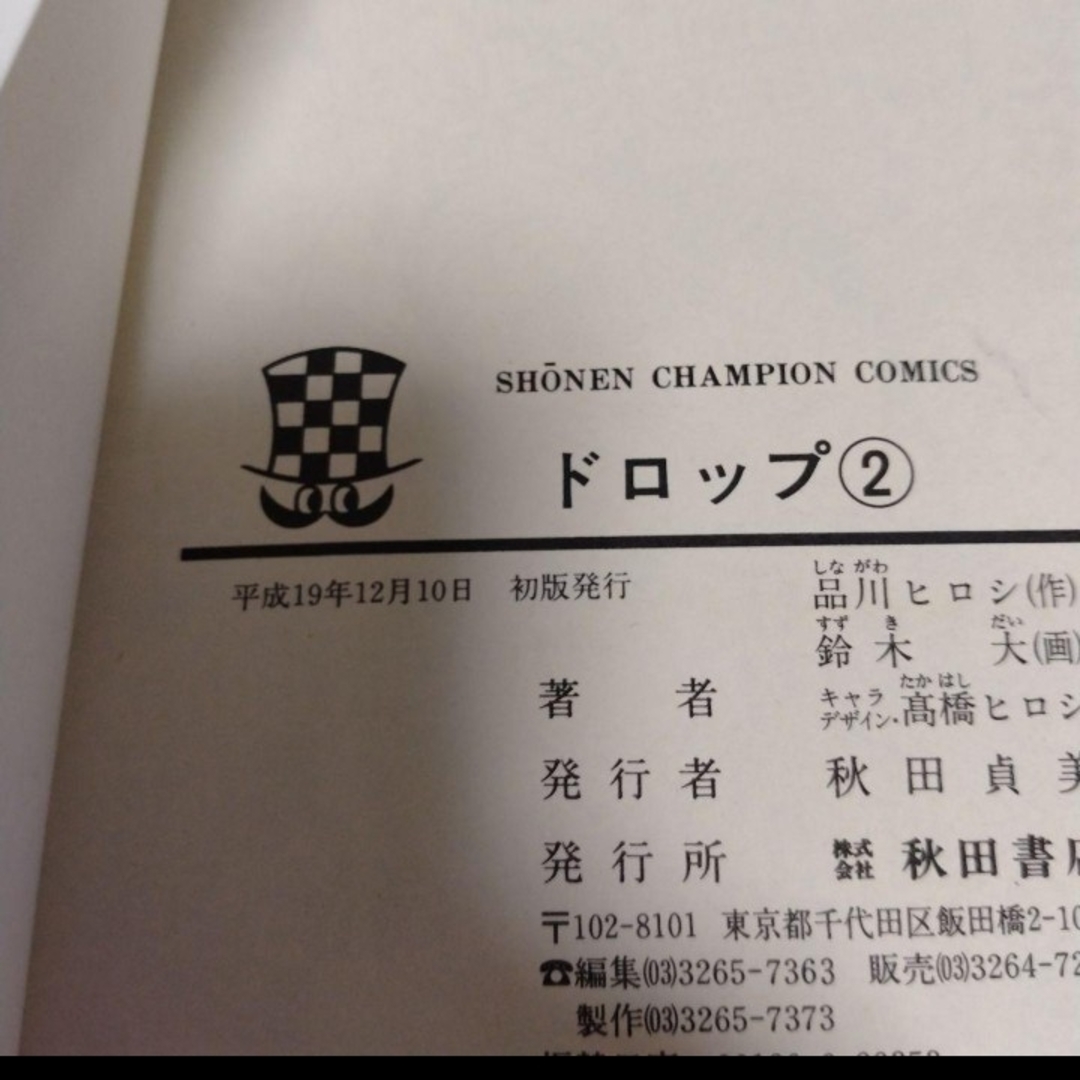 SHŌNEN CHAMPION COMICS
ドロップ②
平成19年12月10日 初版発行
しな がわ
品川ヒロシ(作)
すず き だい
鈴木 大(画)
著者
たか はし
キャラデザイン・髙橋ヒロシ
発行者 秋田貞美
発行所 株式会社 秋田書店
〒102-8101 東京都千代田区飯田橋2-10
☎編集(03)3265-7363 販売(03)3264-72
製作(03)3265-7373